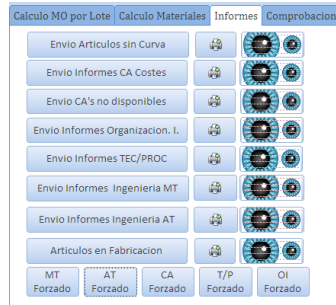 Calculo MO por Lote Calculo Materiales Informes Comprobacion
Envio Articulos sin Curva
Envio Informes CA Costes
Envio CA's no disponibles
Envio Informes Organizacion. I.
Envio Informes TEC/PROC
Envio Informes Ingenieria MT
Envio Informes Ingenieria AT
Articulos en Fabricacion
MT AT CA T/P OI
Forzado Forzado Forzado Forzado Forzado